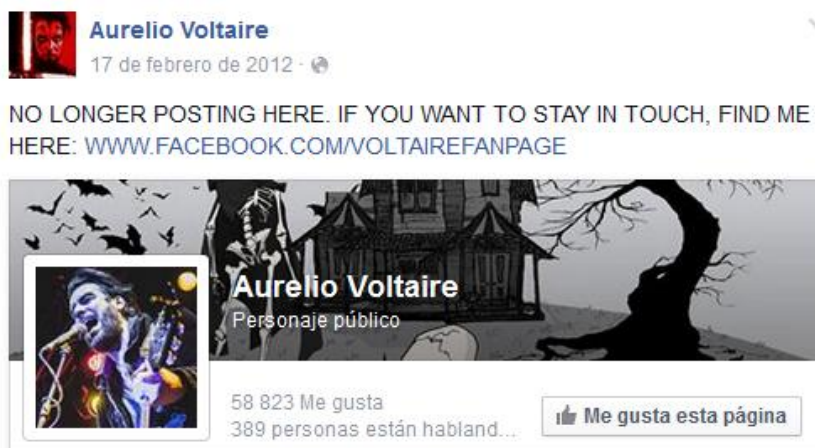 Aurelio Voltaire
17 de febrero de 2012 ·
NO LONGER POSTING HERE. IF YOU WANT TO STAY IN TOUCH, FIND ME
HERE: WWW.FACEBOOK.COM/VOLTAIREFANPAGE
Aurelio Voltaire
Personaje público
58 823 Me gusta
389 personas están habland...
Me gusta esta página